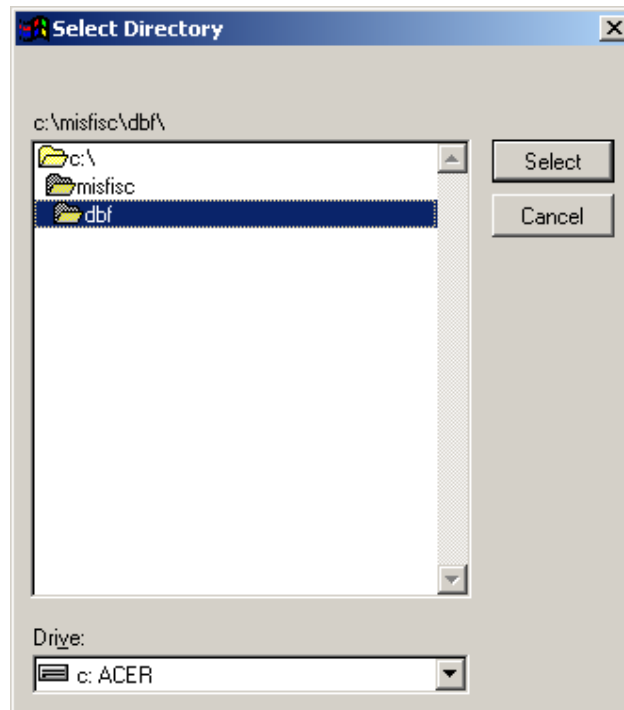 Select Directory
c:\misfisc\dbf\
c:\
misfisc
dbf
Select
Cancel
Drive:
c: ACER